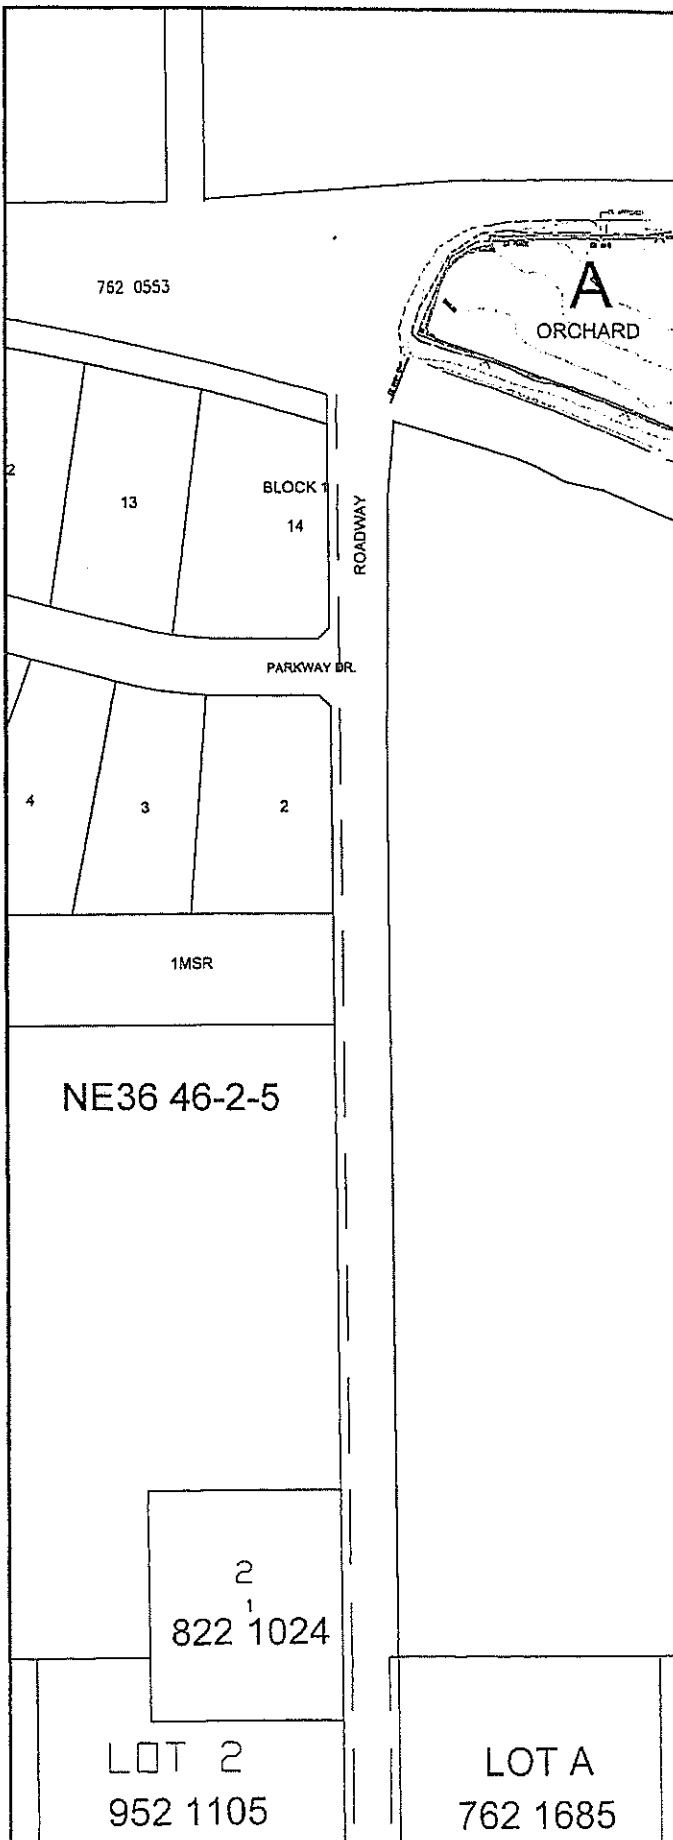 762 0553
A
ORCHARD
2
13
BLOCK 1
14
ROADWAY
PARKWAY DR.
4
3
2
1MSR
NE36 46-2-5
2
1
822 1024
LOT 2
952 1105
LOT A
762 1685